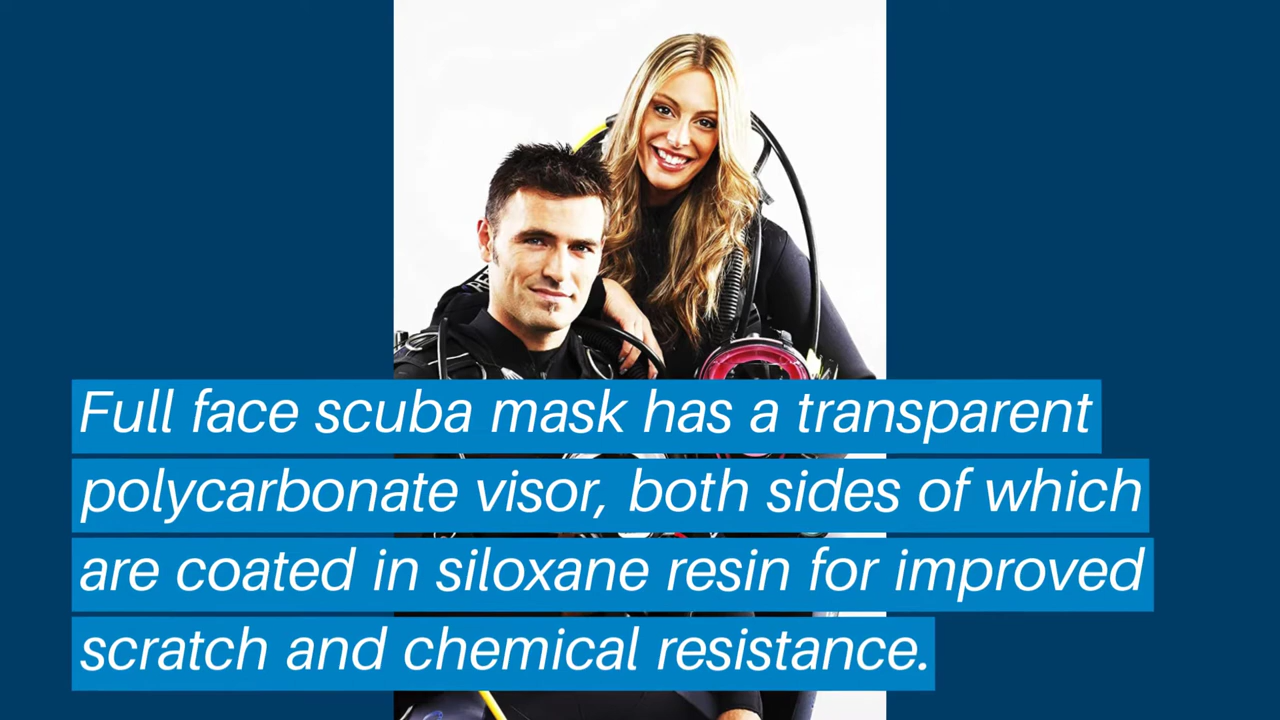 Full face scuba mask has a transparent
polycarbonate visor, both sides of which
are coated in siloxane resin for improved
scratch and chemical resistance.